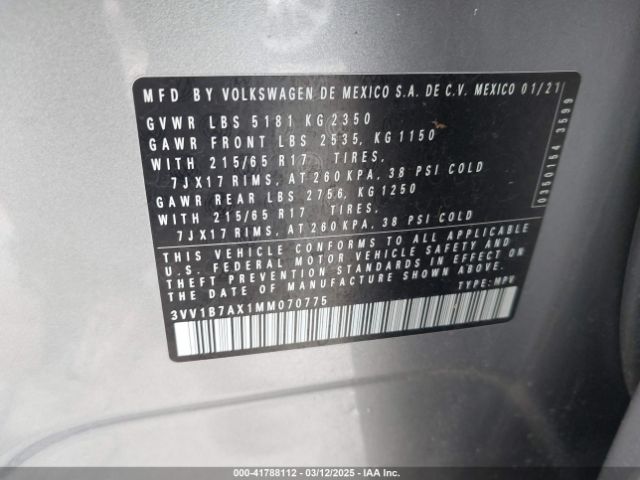 MFD BY VOLKSWAGEN DE MEXICO S.A. DE C.V. MEXICO 01/21
GVWR LBS 5181 KG 2350
GAWR FRONT LBS 2535, KG 1150
WITH 215/65 R17 TIRES,
7JX17 RIMS, AT 260 KPA, 38 PSI COLD
GAWR REAR LBS 2756, KG 1250
WITH 215/65 R17 TIRES,
7JX17 RIMS, AT 260 KPA, 38 PSI COLD
THIS VEHICLE CONFORMS TO ALL APPLICABLE
U.S. FEDERAL MOTOR VEHICLE SAFETY AND
THEFT PREVENTION STANDARDS IN EFFECT ON
THE DATE OF MANUFACTURE SHOWN ABOVE.
TYPE: MPV
3VV1B7AX1MM070775
0360154 3599
000-41788112 — 03/12/2025 — IAA Inc.